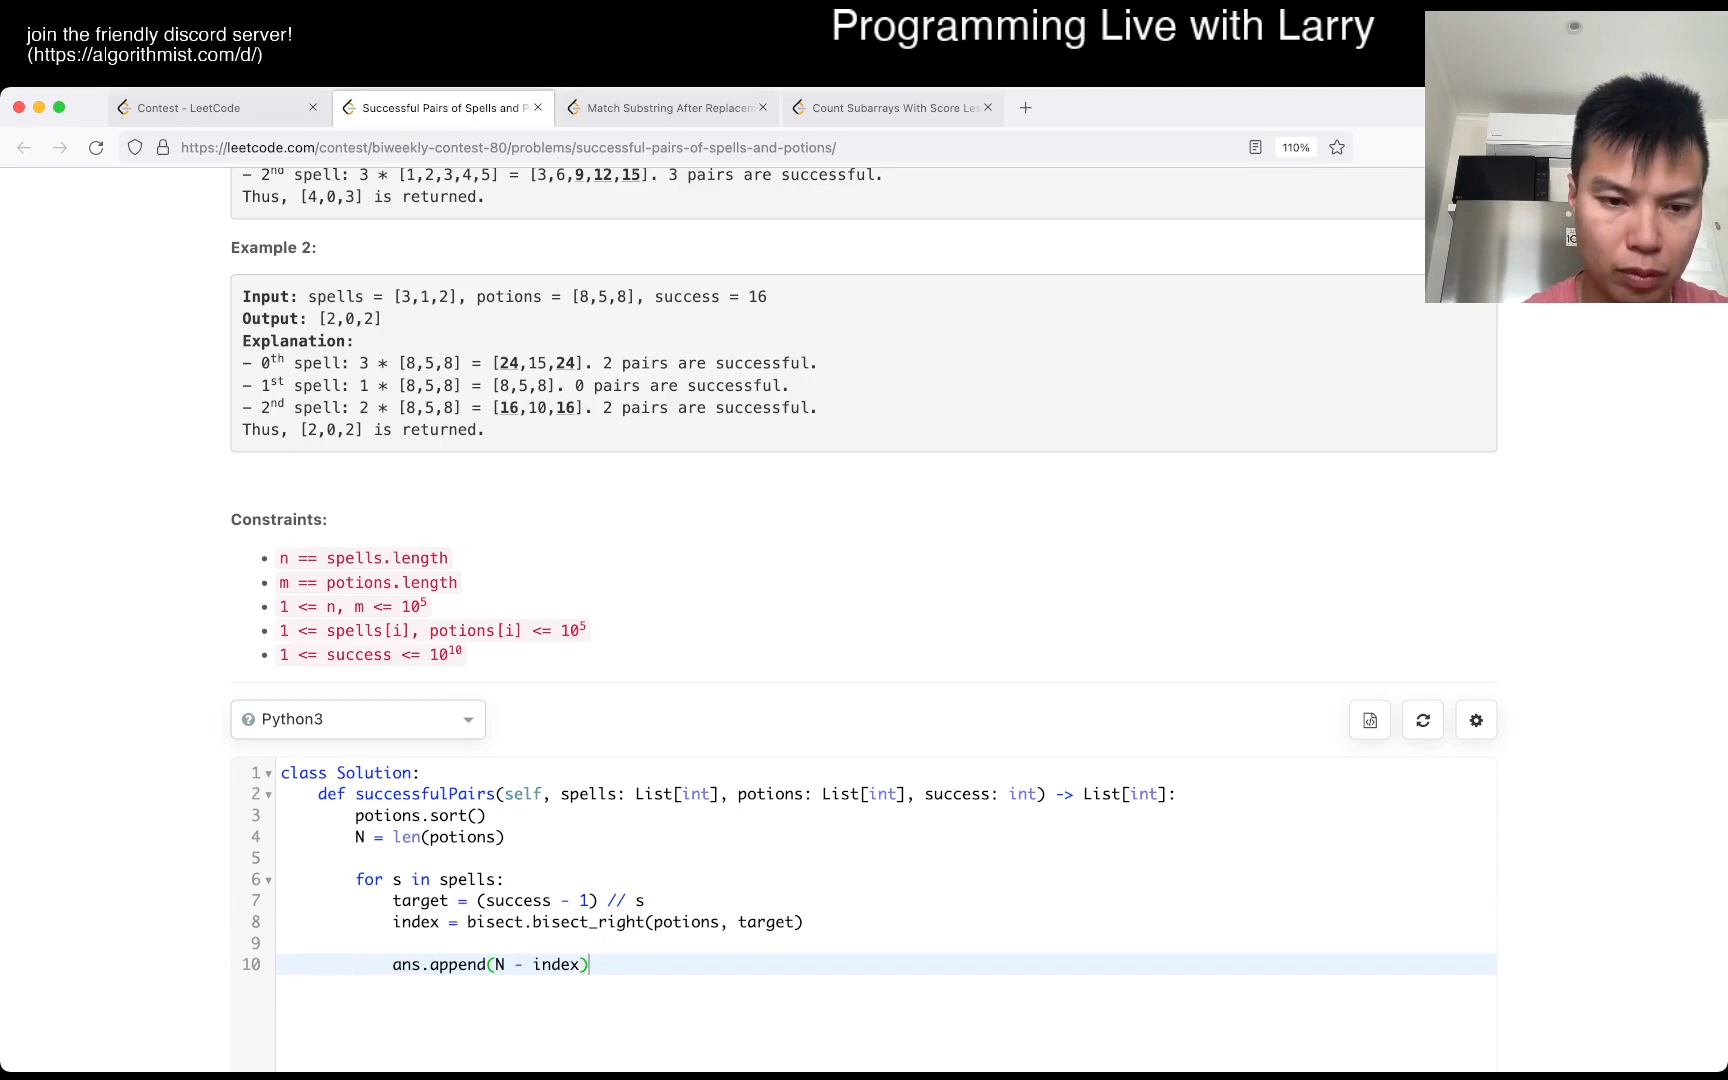 join the friendly discord server!
(https://algorithmist.com/d/)
Programming Live with Larry
Contest - LeetCode
Successful Pairs of Spells and P
Match Substring After Replacem
Count Subarrays With Score Les
https://leetcode.com/contest/biweekly-contest-80/problems/successful-pairs-of-spells-and-potions/
110%
- 2nd spell: 3 * [1,2,3,4,5] = [3,6,9,12,15]. 3 pairs are successful.
Thus, [4,0,3] is returned.
Example 2:
Input: spells = [3,1,2], potions = [8,5,8], success = 16
Output: [2,0,2]
Explanation:
- 0th spell: 3 * [8,5,8] = [24,15,24]. 2 pairs are successful.
- 1st spell: 1 * [8,5,8] = [8,5,8]. 0 pairs are successful.
- 2nd spell: 2 * [8,5,8] = [16,10,16]. 2 pairs are successful.
Thus, [2,0,2] is returned.
Constraints:
• n == spells.length
• m == potions.length
• 1 <= n, m <= 10^5
• 1 <= spells[i], potions[i] <= 10^5
• 1 <= success <= 10^10
Python3
1 class Solution:
2 def successfulPairs(self, spells: List[int], potions: List[int], success: int) -> List[int]:
3 potions.sort()
4 N = len(potions)
5
6 for s in spells:
7 target = (success - 1) // s
8 index = bisect.bisect_right(potions, target)
9
10 ans.append(N - index)